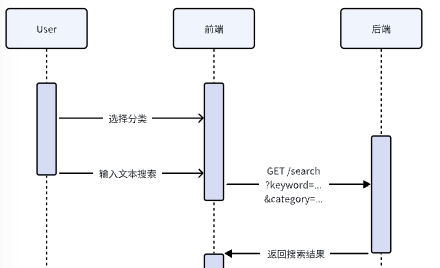 User
前端
后端
选择分类
输入文本搜索
GET /search
?keyword=...
&category=...
返回搜索结果